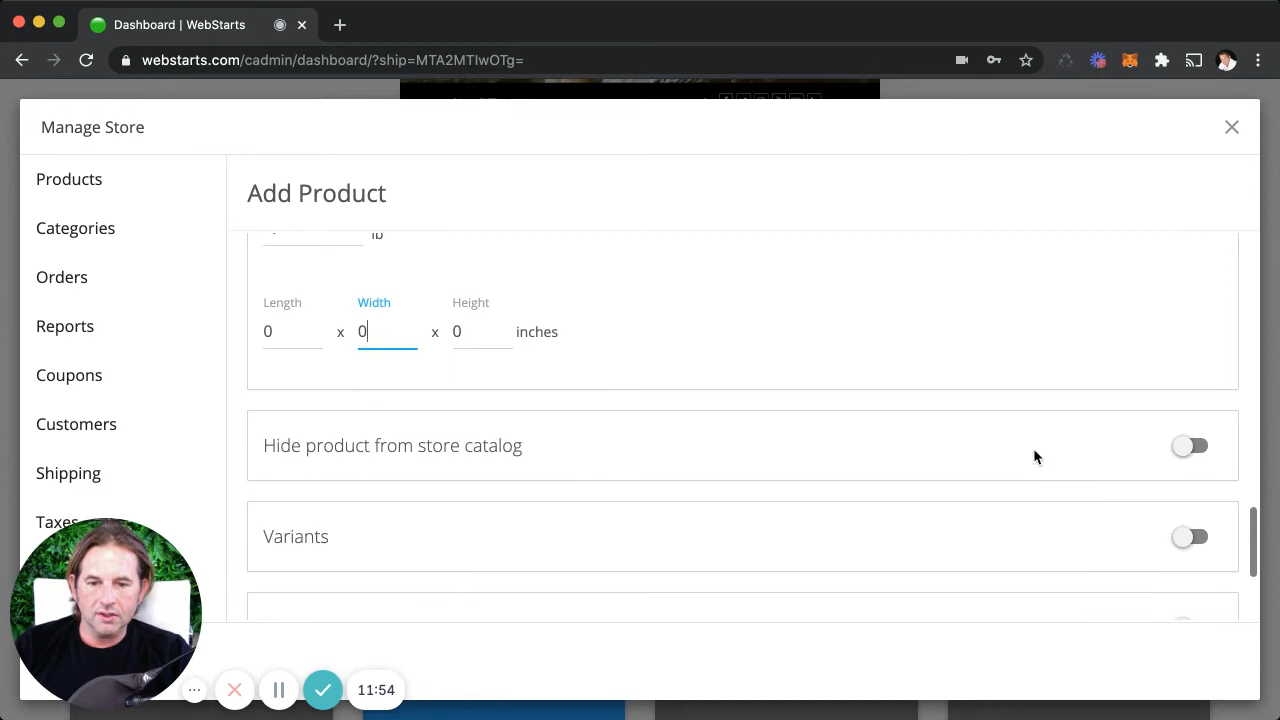 Dashboard | WebStarts
webstarts.com/cadmin/dashboard/?ship=MTA2MTIwOTg=
Manage Store
Products
Categories
Orders
Reports
Coupons
Customers
Shipping
Taxes
Add Product
lb
Length Width Height
0 x 0 x 0 inches
Hide product from store catalog
Variants
11:54